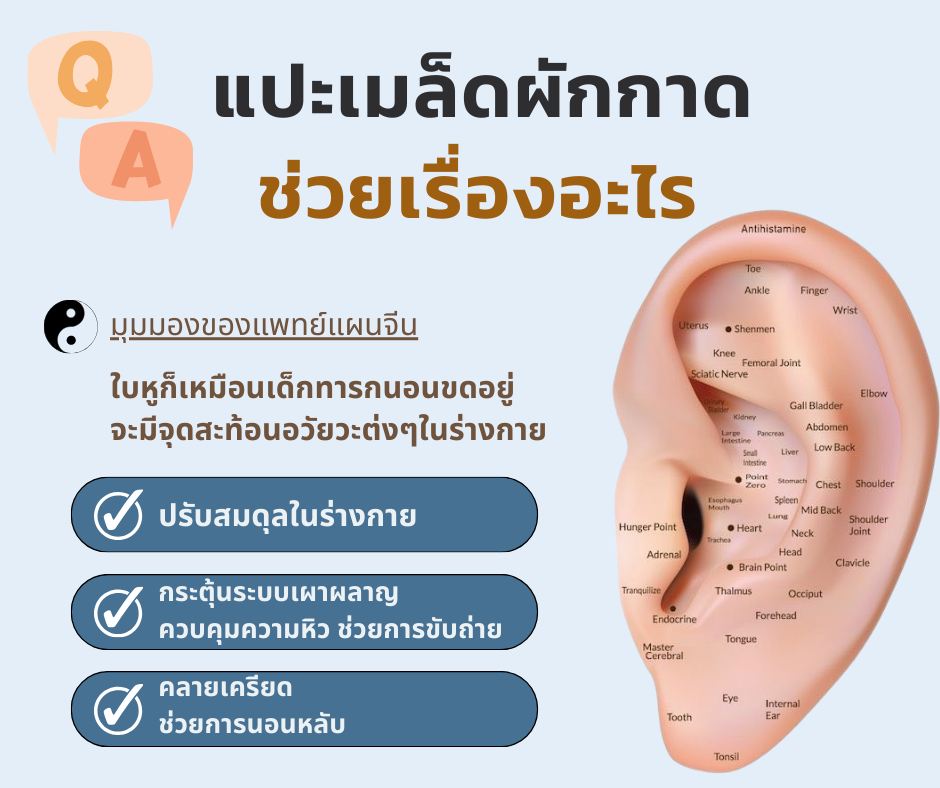 Q
A
แปะเมล็ดผักกาด
ช่วยเรื่องอะไร
มุมมองของแพทย์แผนจีน
ใบหูก็เหมือนเด็กทารกนอนขดอยู่
จะมีจุดสะท้อนอวัยวะต่งๆในร่างกาย
ปรับสมดุลในร่างกาย
กระตุ้นระบบเผาผลาญ
ควบคุมความหิว ช่วยการขับถ่าย
คลายเครียด
ช่วยการนอนหลับ
Antihistamine
Toe
Ankle
Finger
Wrist
Uterus
Shenmen
Knee
Femoral Joint
Sciatic Nerve
Elbow
Urinary
Bladder
Gall Bladder
Kidney
Abdomen
Large
Intestine
Pancreas
Low Back
Small
Intestine
Liver
Point
Zero
Stomach
Chest
Shoulder
Esophagus
Mouth
Spleen
Mid Back
Lung
Shoulder
Joint
Hunger Point
Heart
Neck
Trachea
Adrenal
Head
Clavicle
Brain Point
Tranquilize
Thalmus
Occiput
Endocrine
Forehead
Tongue
Master
Cerebral
Eye
Internal
Ear
Tooth
Tonsil